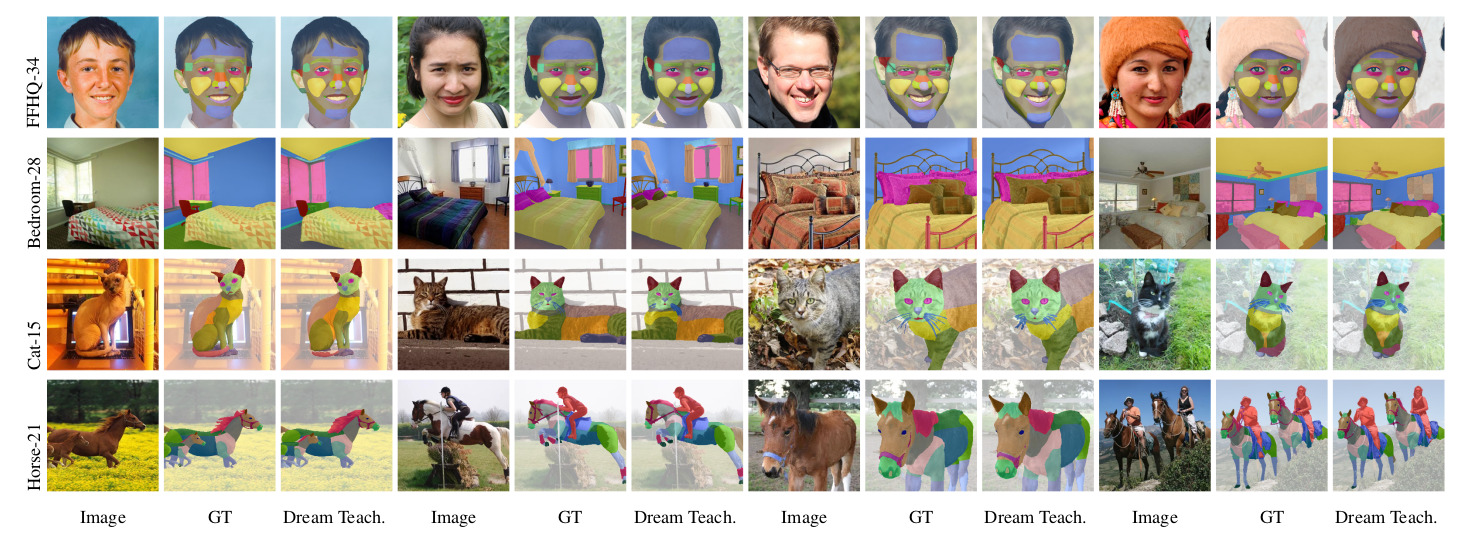 FFHQ-34
Bedroom-28
Cat-15
Horse-21
Image GT Dream Teach. Image GT Dream Teach. Image GT Dream Teach. Image GT Dream Teach.